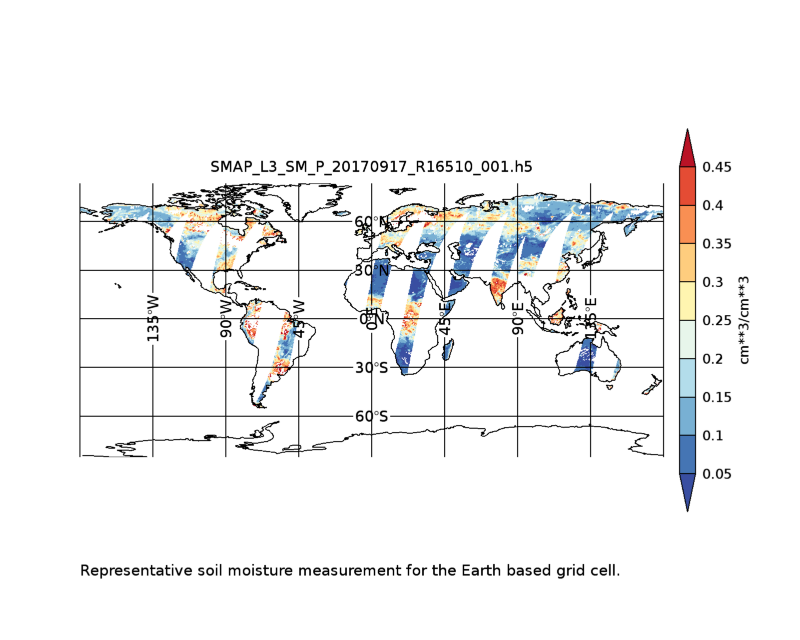 SMAP_L3_SM_P_20170917_R16510_001.h5
60°N
30°N
0°N
30°S
60°S
135°W
90°W
45°W
0°E
45°E
90°E
135°E
0.45
0.4
0.35
0.3
0.25
0.2
0.15
0.1
0.05
cm**3/cm**3
Representative soil moisture measurement for the Earth based grid cell.